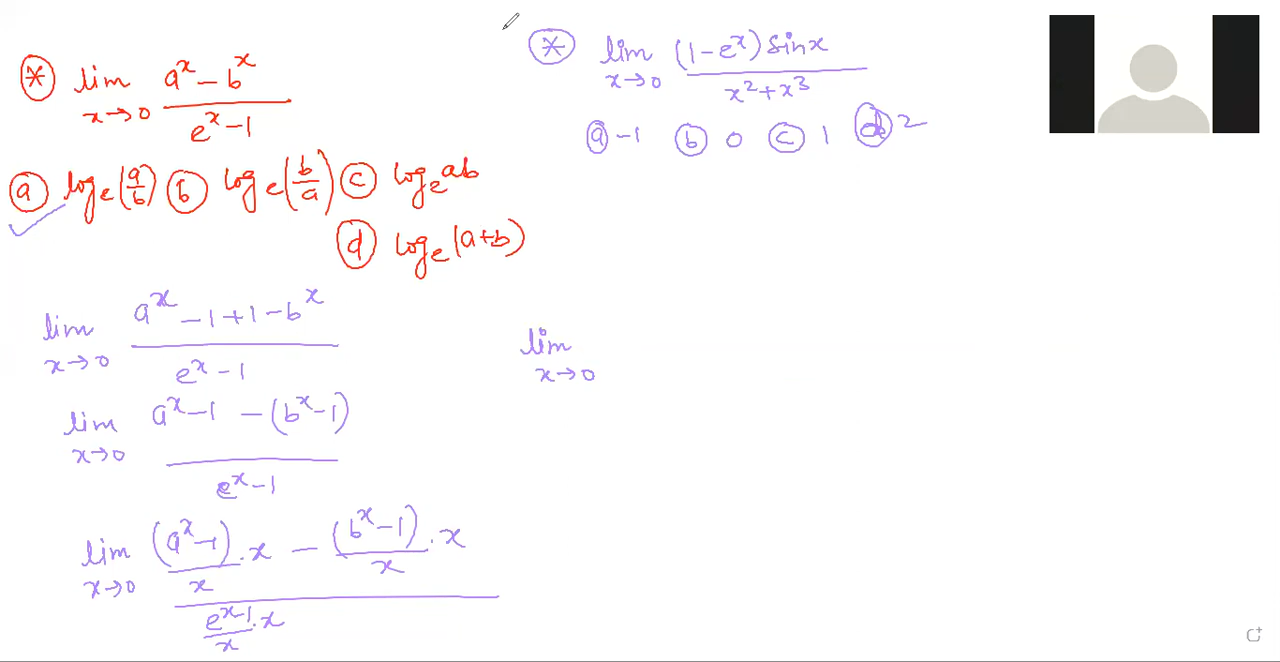 * lim x→0 (a^x - b^x)/(e^x - 1)
ⓐ log_e(a/b) ⓑ log_e(b/a) ⓒ log_e ab
ⓓ log_e(a+b)
lim x→0 (a^x - 1 + 1 - b^x)/(e^x - 1)
lim x→0 (a^x - 1 - (b^x - 1))/(e^x - 1)
lim x→0 ((a^x - 1)/x . x - (b^x - 1)/x . x)/((e^x - 1)/x . x)
* lim x→0 ((1 - e^x) sinx)/(x^2 + x^3)
ⓐ -1 ⓑ 0 ⓒ 1 ⓓ 2
lim x→0